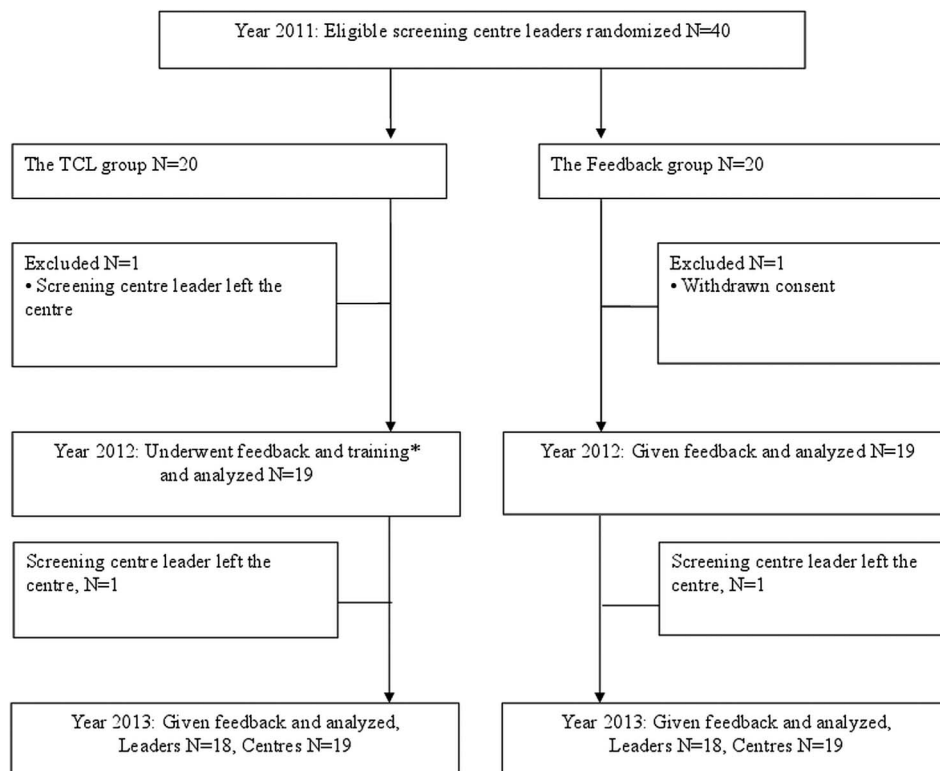 Year 2011: Eligible screening centre leaders randomized N=40
The TCL group N=20
The Feedback group N=20
Excluded N=1
• Screening centre leader left the
centre
Excluded N=1
• Withdrawn consent
Year 2012: Underwent feedback and training*
and analyzed N=19
Year 2012: Given feedback and analyzed N=19
Screening centre leader left the
centre, N=1
Screening centre leader left the
centre, N=1
Year 2013: Given feedback and analyzed,
Leaders N=18, Centres N=19
Year 2013: Given feedback and analyzed,
Leaders N=18, Centres N=19